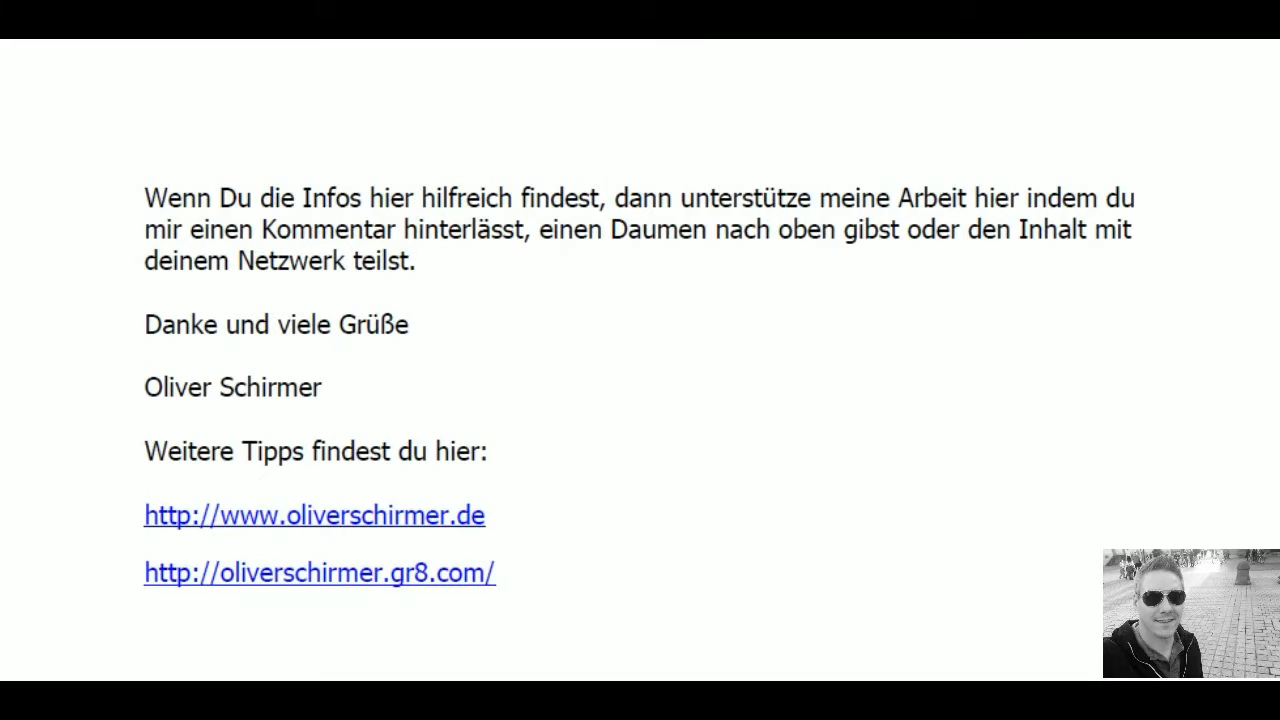 Wenn Du die Infos hier hilfreich findest, dann unterstütze meine Arbeit hier indem du
mir einen Kommentar hinterlässt, einen Daumen nach oben gibst oder den Inhalt mit
deinem Netzwerk teilst.
Danke und viele Grüße
Oliver Schirmer
Weitere Tipps findest du hier:
http://www.oliverschirmer.de
http://oliverschirmer.gr8.com/